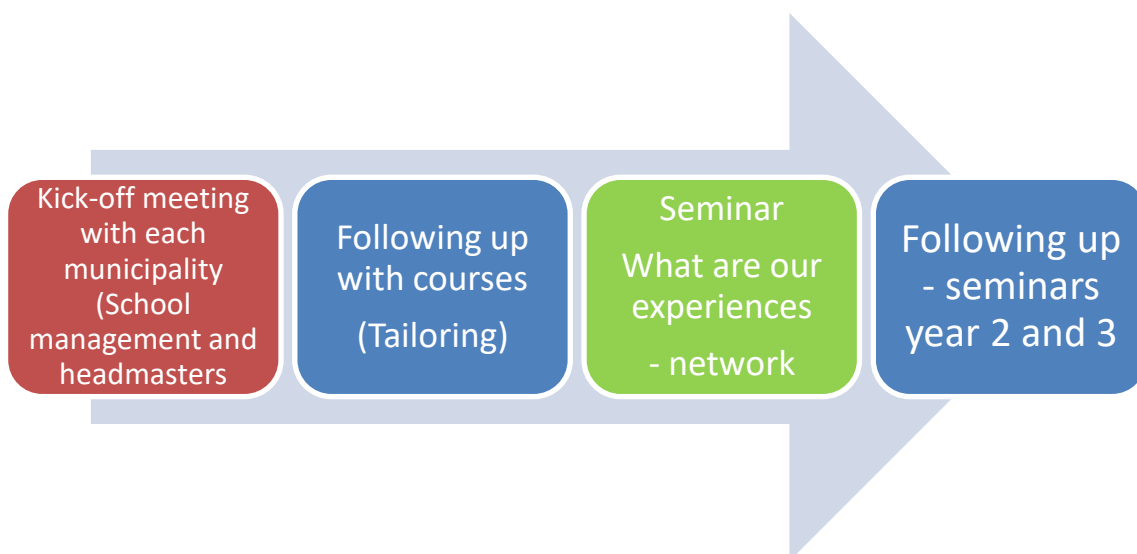 Kick-off meeting
with each
municipality
(School
management and
headmasters
Following up
with courses
(Tailoring)
Seminar
What are our
experiences
- network
Following up
- seminars
year 2 and 3